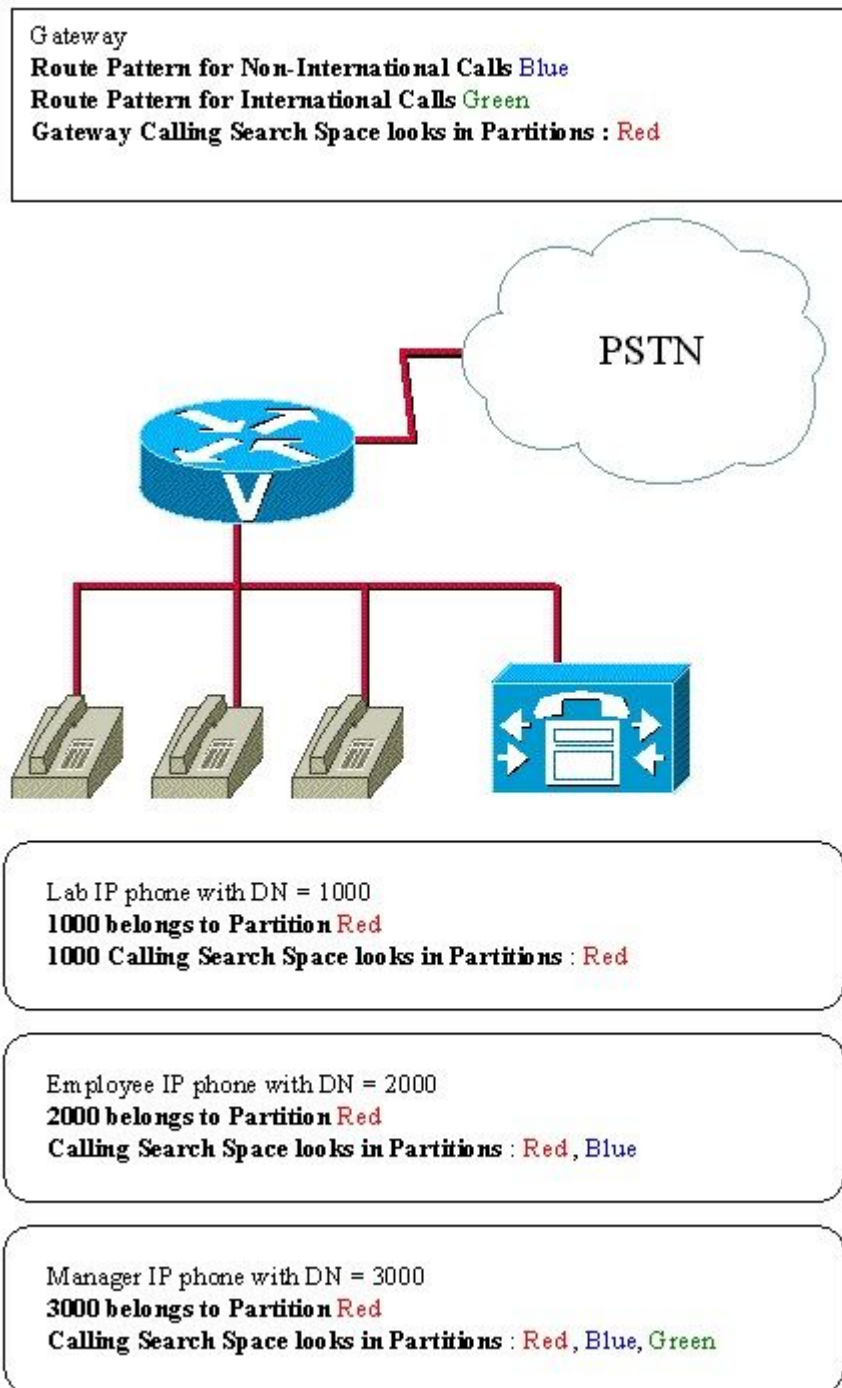 Gateway
Route Pattern for Non-International Calls Blue
Route Pattern for International Calls Green
Gateway Calling Search Space looks in Partitions : Red
PSTN
V
Lab IP phone with DN = 1000
1000 belongs to Partition Red
1000 Calling Search Space looks in Partitions : Red
Employee IP phone with DN = 2000
2000 belongs to Partition Red
Calling Search Space looks in Partitions : Red, Blue
Manager IP phone with DN = 3000
3000 belongs to Partition Red
Calling Search Space looks in Partitions : Red, Blue, Green